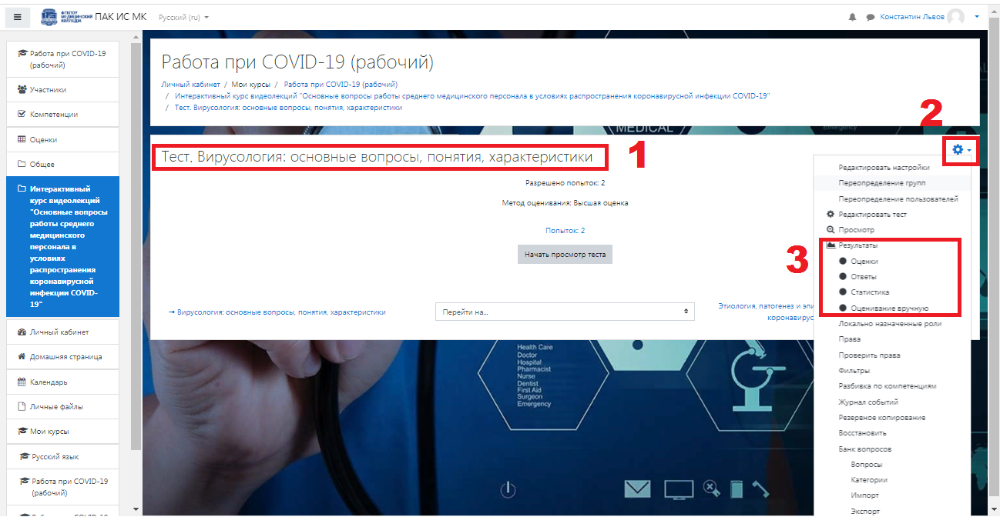 ФГБПОУ
МЕДИЦИНСКИЙ
КОЛЛЕДЖ
ПАК ИС МК
Русский (ru)
Константин Львов
Работа при COVID-19
(рабочий)
Участники
Компетенции
Оценки
Общее
Интерактивный
курс видеолекций
"Основные вопросы
работы среднего
медицинского
персонала в
условиях
распространения
коронавирусной
инфекции COVID-
19"
Личный кабинет
Домашняя страница
Календарь
Личные файлы
Мои курсы
Русский язык
Работа при COVID-19
(рабочий)
Работа при COVID-19 (рабочий)
Личный кабинет / Мои курсы / Работа при COVID-19 (рабочий)
/ Интерактивный курс видеолекций "Основные вопросы работы среднего медицинского персонала в условиях распространения коронавирусной инфекции COVID-19"
/ Тест. Вирусология: основные вопросы, понятия, характеристики
MEDICAL
Emergency
2
Тест. Вирусология: основные вопросы, понятия, характеристики
1
Разрешено попыток: 2
Метод оценивания: Высшая оценка
Попыток: 2
Начать просмотр теста
→ Вирусология: основные вопросы, понятия, характеристики
Перейти на...
Этиология, патогенез и эпи
коронавирус
3
Редактировать настройки
Переопределение групп
Переопределение пользователей
Редактировать тест
Просмотр
Результаты
Оценки
Ответы
Статистика
Оценивание вручную
Локально назначенные роли
Права
Проверить права
Фильтры
Разбивка по компетенциям
Журнал событий
Резервное копирование
Восстановить
Банк вопросов
Вопросы
Категории
Импорт
Экспорт
Health Care
Doctor
Hospital
Pharmacist
Nurse
Dentist
First Aid
Surgeon
Emergency